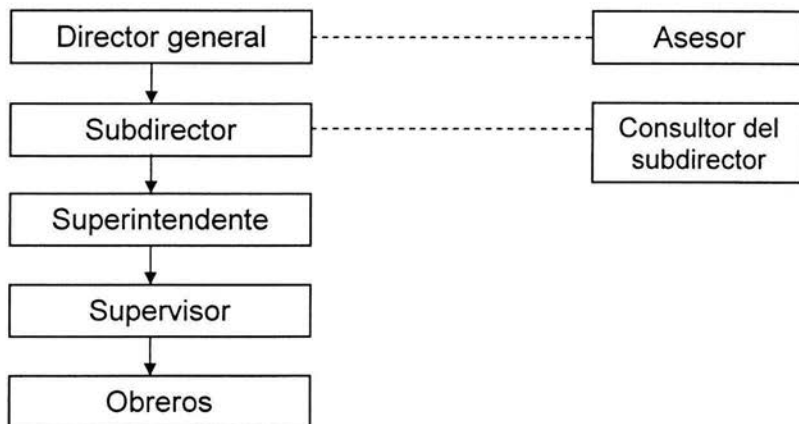 Director general
Asesor
Subdirector
Consultor del
subdirector
Superintendente
Supervisor
Obreros